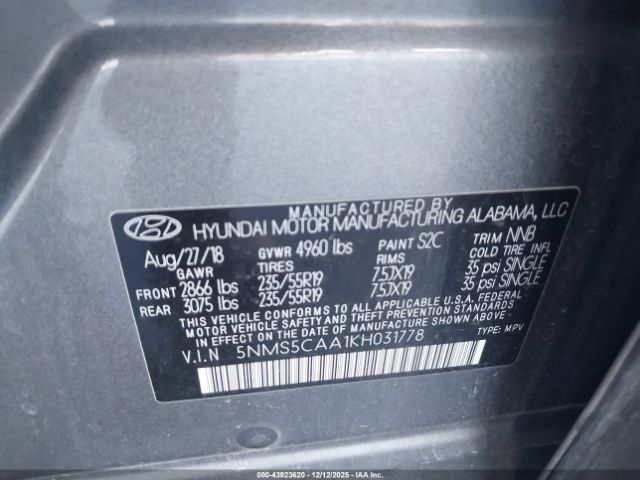 MANUFACTURED BY
HYUNDAI MOTOR MANUFACTURING ALABAMA, LLC
Aug/27/18 GVWR 4960 lbs PAINT S2C TRIM NNB
GAWR TIRES RIMS COLD TIRE INFL
FRONT 2866 lbs 235/55R19 7.5JX19 35 psi SINGLE
REAR 3075 lbs 235/55R19 7.5JX19 35 psi SINGLE
THIS VEHICLE CONFORMS TO ALL APPLICABLE U.S.A. FEDERAL
MOTOR VEHICLE SAFETY STANDARDS IN EFFECT ON THE DATE OF
MANUFACTURE SHOWN ABOVE.
V.I.N 5NMS5CAA1KH031778 TYPE: MPV
000-43923620 • 12/12/2025 • IAA Inc.